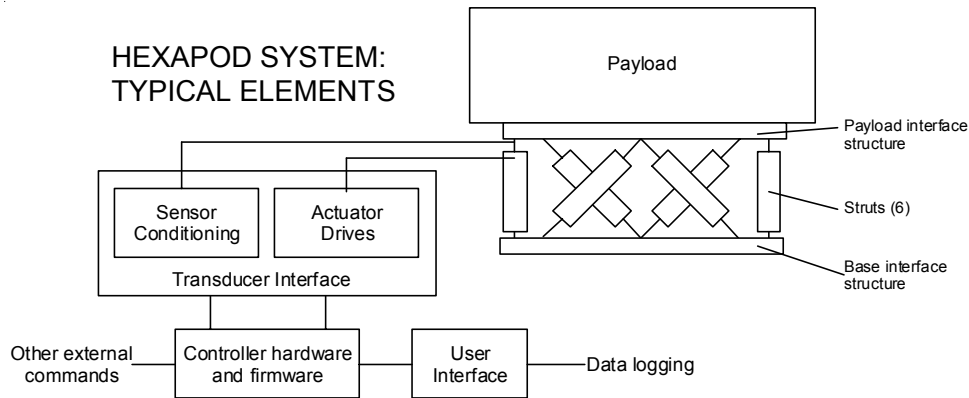 HEXAPOD SYSTEM:
TYPICAL ELEMENTS
Payload
Payload interface
structure
Struts (6)
Base interface
structure
Sensor
Conditioning
Actuator
Drives
Transducer Interface
Other external
commands
Controller hardware
and firmware
User
Interface
Data logging